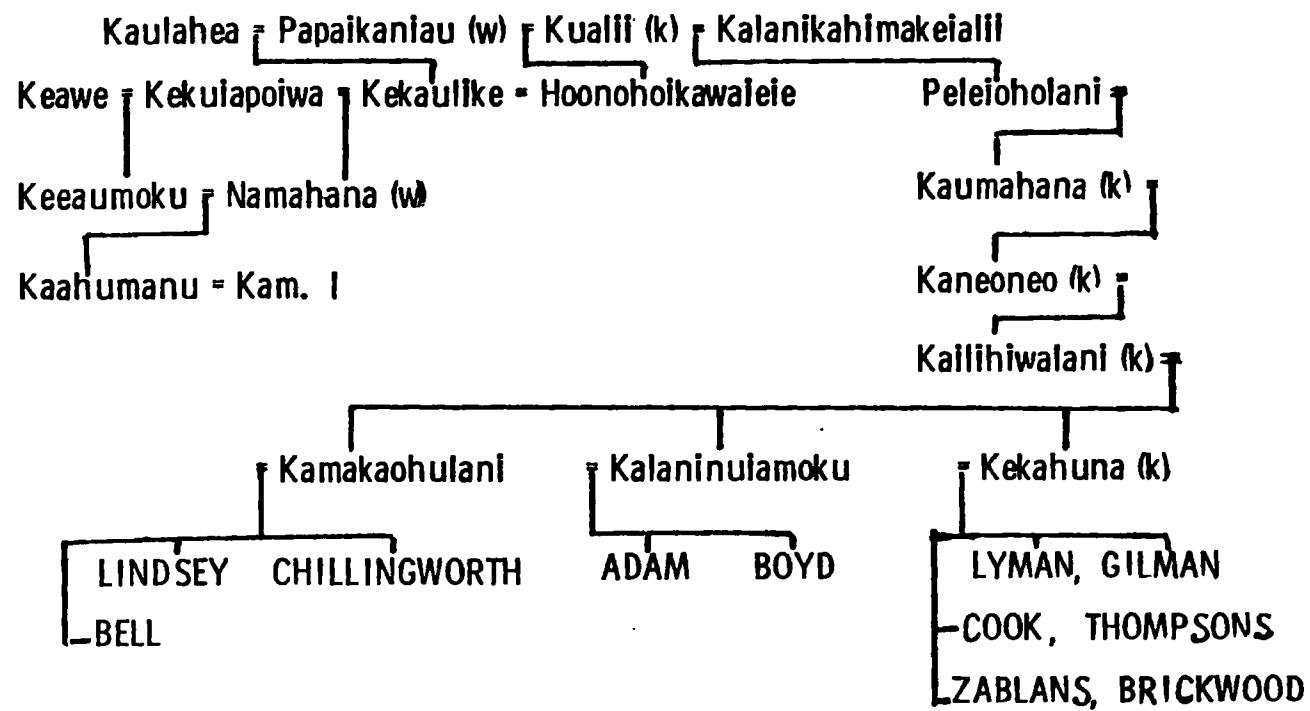 Kaulahea = Papaikaniau (w) = Kualii (k) = Kalanikahimakeialii
Keawe = Kekuiapoiwa = Kekaulike = Hoonohoikawaleie Peleioholani =
Keeaumoku = Namahana (w) Kaumahana (k) =
Kaahumanu = Kam. I Kaneoneo (k) =
Kailihiwalani (k) =
= Kamakaohulani = Kalaninuiamoku = Kekahuna (k)
LINDSEY CHILLINGWORTH ADAM BOYD LYMAN, GILMAN
BELL COOK, THOMPSONS
ZABLANS, BRICKWOOD